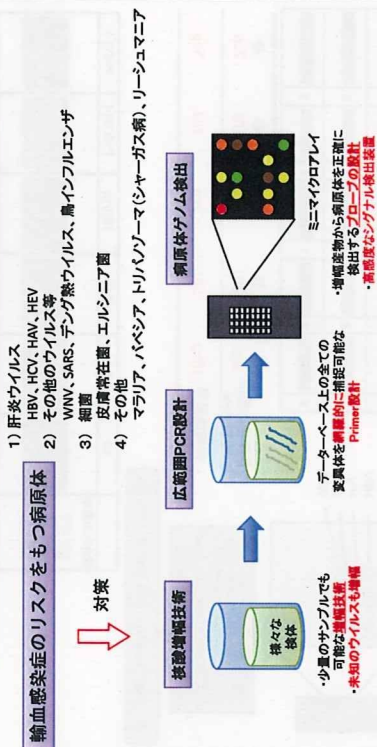 輸血感染症のリスクをもつ病原体
1) 肝炎ウイルス
HBV、HCV、HAV、HEV
2) その他のウイルス等
WNV、SARS、デング熱ウイルス、鳥インフルエンザ
3) 細菌
皮膚常在菌、エルシニア菌
4) その他
マラリア、バベシア、トリパノゾーマ(シャーガス病)、リーシュマニア
対策
核酸増幅技術
様々な
検体
・少量のサンプルでも
可能な増幅技術
・未知のウイルスも増幅
広範囲PCR設計
データーベース上の全ての
変異体を網羅的に捕捉可能な
Primer設計
病原体ゲノム検出
ミニマイクロアレイ
・増幅産物から病原体を正確に
検出するプローブの設計
・高感度なシグナル検出装置